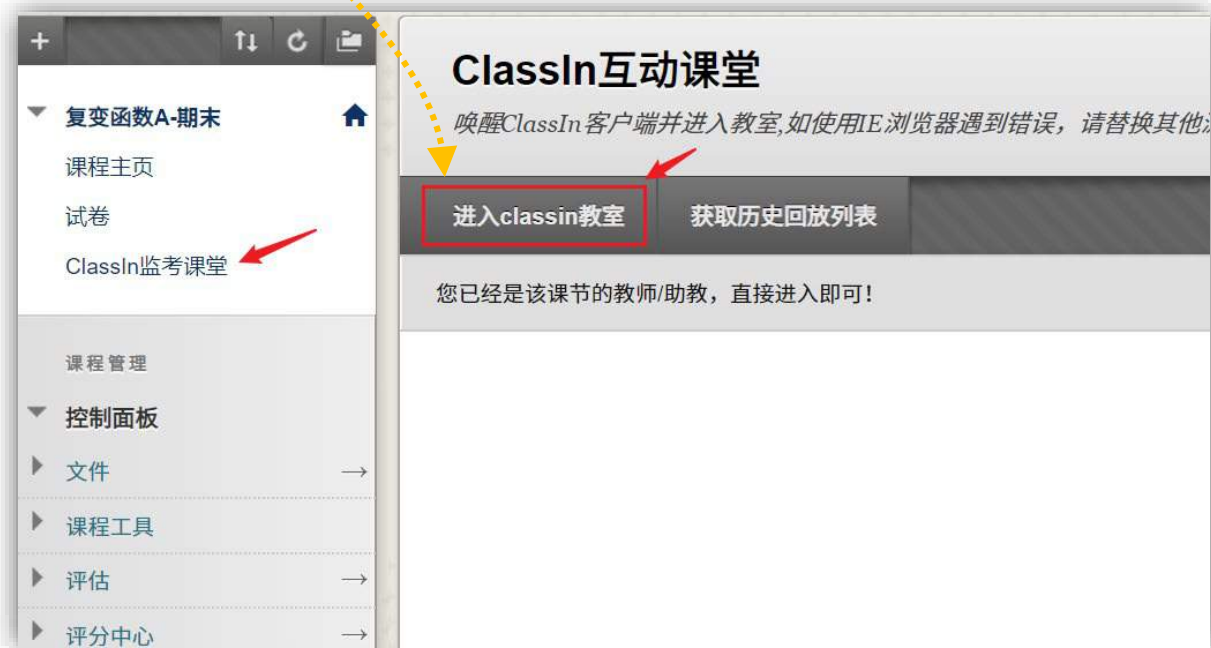 复变函数A-期末
课程主页
试卷
ClassIn监考课堂
课程管理
控制面板
文件
课程工具
评估
评分中心
ClassIn互动课堂
唤醒ClassIn客户端并进入教室,如使用IE浏览器遇到错误，请替换其他
进入classin教室
获取历史回放列表
您已经是该课节的教师/助教，直接进入即可！